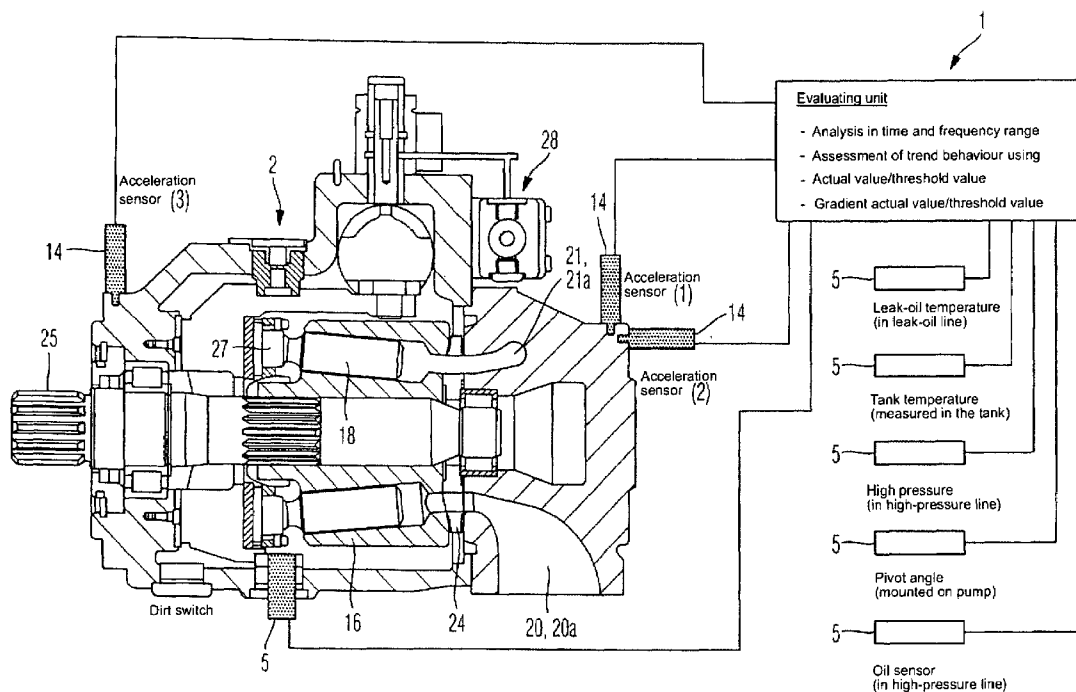 1
Evaluating unit
- Analysis in time and frequency range
- Assessment of trend behaviour using
- Actual value/threshold value
- Gradient actual value/threshold value
28
2
Acceleration
sensor (3)
14
14
21,
21a
Acceleration
sensor (1)
14
5
Leak-oil temperature
(in leak-oil line)
25
27
18
Acceleration
sensor
(2)
5
Tank temperature
(measured in the tank)
5
High pressure
(in high-pressure line)
5
Pivot angle
(mounted on pump)
Dirt switch
5
16
24
20, 20a
5
Oil sensor
(in high-pressure line)